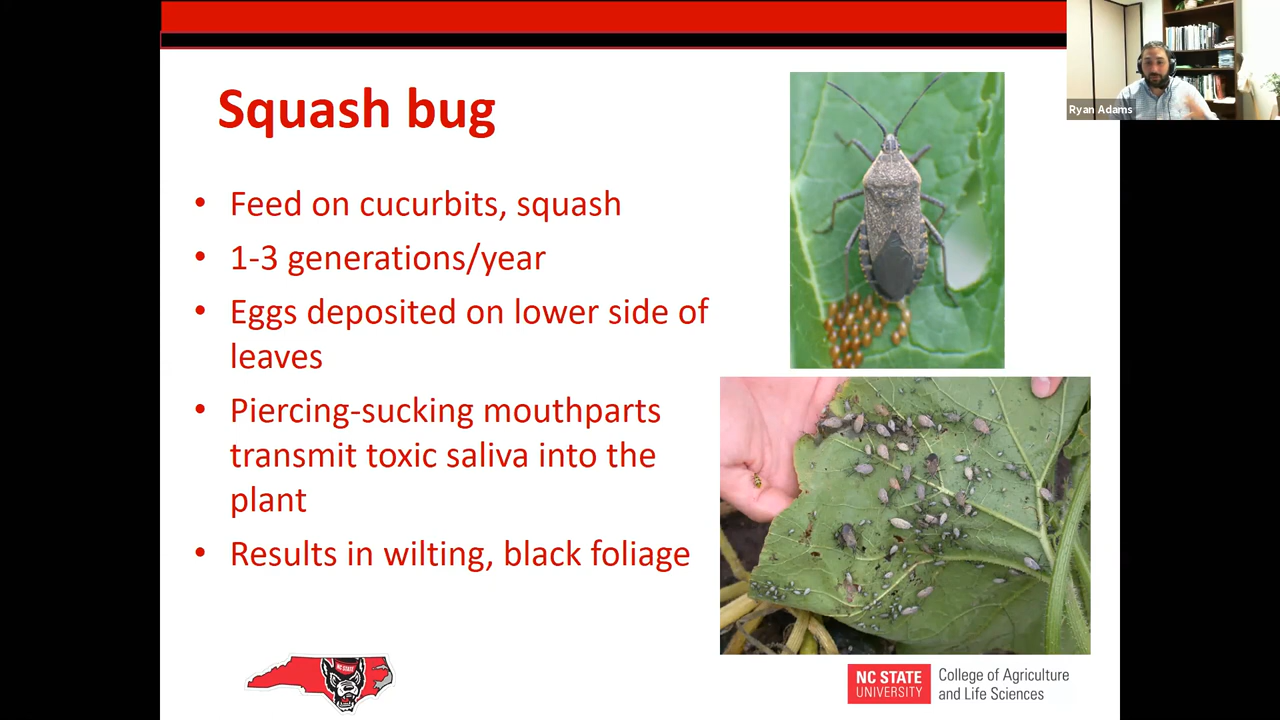 Squash bug
• Feed on cucurbits, squash
• 1-3 generations/year
• Eggs deposited on lower side of
leaves
• Piercing-sucking mouthparts
transmit toxic saliva into the
plant
• Results in wilting, black foliage
Ryan Adams
NC STATE
NC STATE
UNIVERSITY
College of Agriculture
and Life Sciences